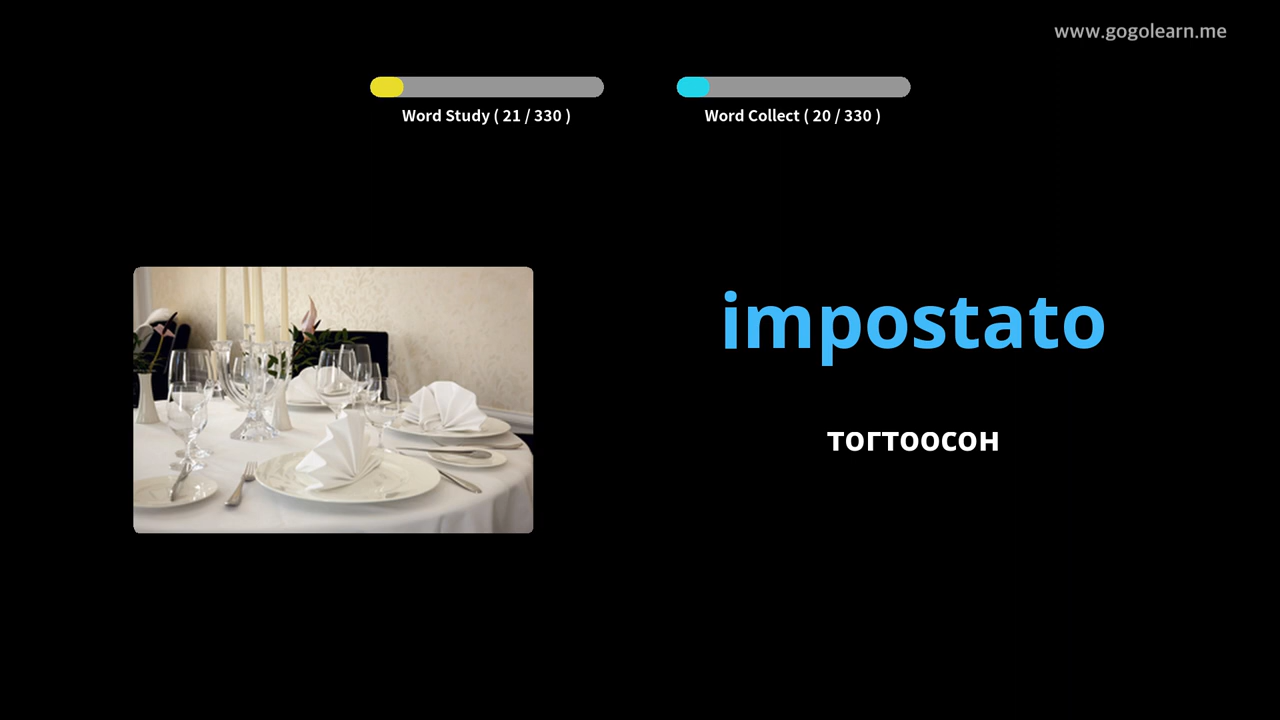 www.gogolearn.me
Word Study ( 21 / 330 )
Word Collect ( 20 / 330 )
impostato
тогтоосон